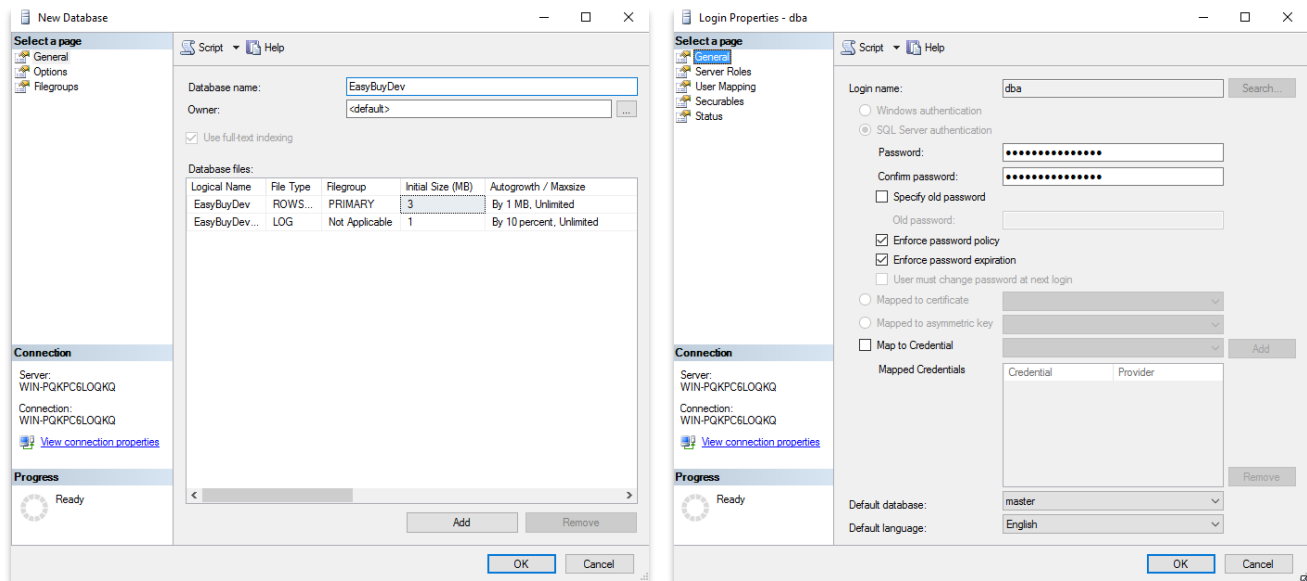 New Database
Select a page
General
Options
Filegroups
Script Help
Database name: EasyBuyDev
Owner: <default> ...
Use full-text indexing
Database files:
Logical Name File Type Filegroup Initial Size (MB) Autogrowth / Maxsize
EasyBuyDev ROWS... PRIMARY 3 By 1 MB, Unlimited
EasyBuyDev... LOG Not Applicable 1 By 10 percent, Unlimited
Connection
Server:
WIN-PQKPC6LOQKQ
Connection:
WIN-PQKPC6LOQKQ
View connection properties
Progress
Ready
Add Remove
OK Cancel
Login Properties - dba
Select a page
General
Server Roles
User Mapping
Securables
Status
Script Help
Login name: dba Search...
Windows authentication
SQL Server authentication
Password: •••••••••••••••
Confirm password: •••••••••••••••
Specify old password
Old password:
Enforce password policy
Enforce password expiration
User must change password at next login
Mapped to certificate
Mapped to asymmetric key
Map to Credential Add
Mapped Credentials Credential Provider
Connection
Server:
WIN-PQKPC6LOQKQ
Connection:
WIN-PQKPC6LOQKQ
View connection properties
Progress
Ready
Remove
Default database: master
Default language: English
OK Cancel